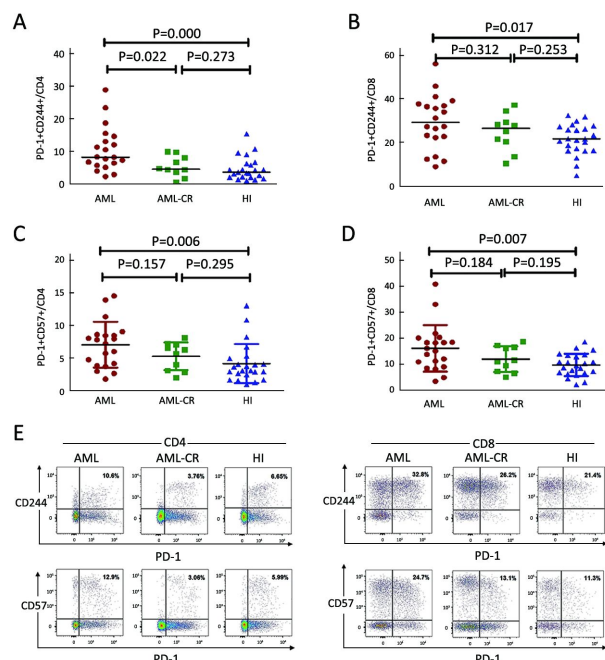 A
P=0.000
P=0.022 P=0.273
PD-1+CD244+/CD4
40
30
20
10
0
AML AML-CR HI
B
P=0.017
P=0.312 P=0.253
PD-1+CD244+/CD8
60
40
20
0
AML AML-CR HI
C
P=0.006
P=0.157 P=0.295
PD-1+CD57+/CD4
20
15
10
5
0
AML AML-CR HI
D
P=0.007
P=0.184 P=0.195
PD-1+CD57+/CD8
50
40
30
20
10
0
AML AML-CR HI
E
CD4
AML AML-CR HI
CD244
10.6% 3.76% 6.65%
PD-1
CD57
12.9% 3.06% 5.99%
PD-1
CD8
AML AML-CR HI
CD244
32.8% 26.2% 21.4%
PD-1
CD57
24.7% 13.1% 11.3%
PD-1